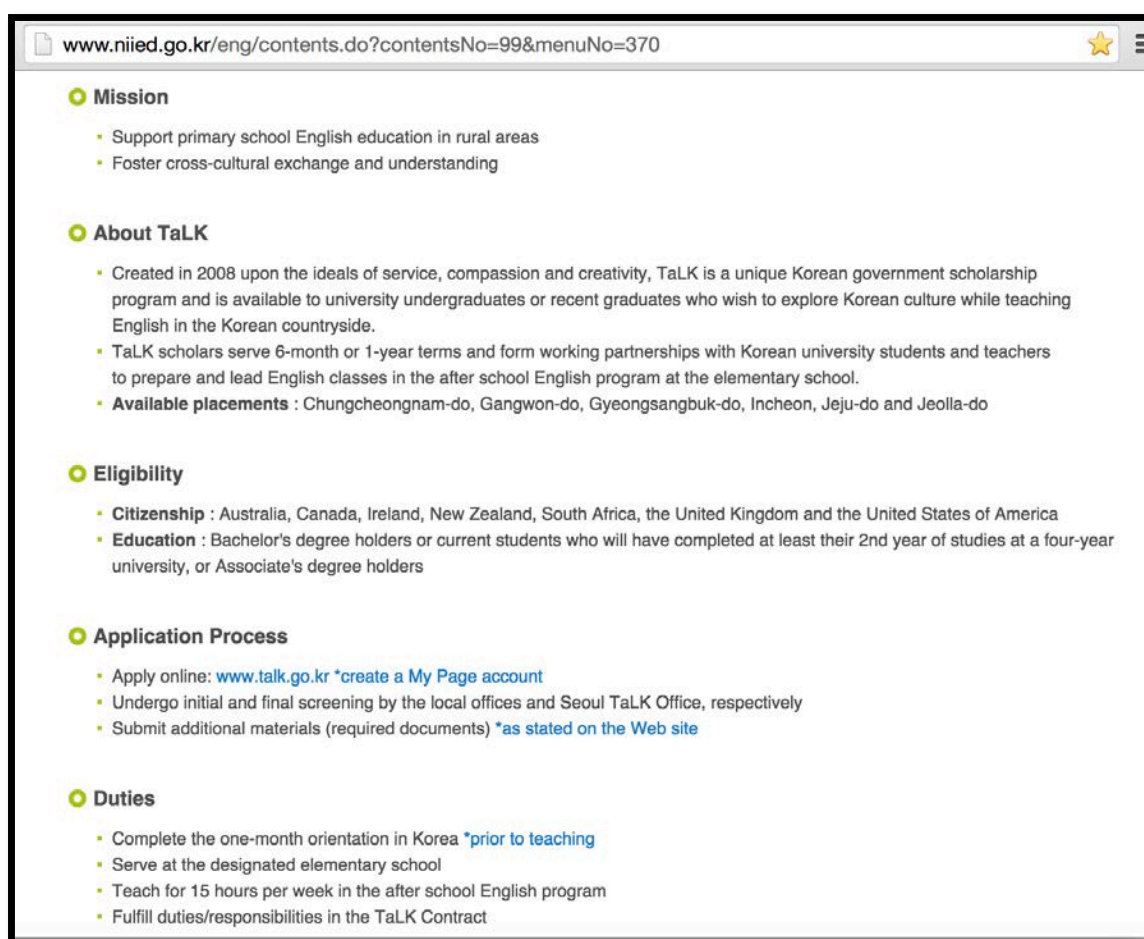 www.niied.go.kr/eng/contents.do?contentsNo=99&menuNo=370
Mission
Support primary school English education in rural areas
Foster cross-cultural exchange and understanding
About TaLK
Created in 2008 upon the ideals of service, compassion and creativity, TaLK is a unique Korean government scholarship
program and is available to university undergraduates or recent graduates who wish to explore Korean culture while teaching
English in the Korean countryside.
TaLK scholars serve 6-month or 1-year terms and form working partnerships with Korean university students and teachers
to prepare and lead English classes in the after school English program at the elementary school.
Available placements : Chungcheongnam-do, Gangwon-do, Gyeongsangbuk-do, Incheon, Jeju-do and Jeolla-do
Eligibility
Citizenship : Australia, Canada, Ireland, New Zealand, South Africa, the United Kingdom and the United States of America
Education : Bachelor's degree holders or current students who will have completed at least their 2nd year of studies at a four-year
university, or Associate's degree holders
Application Process
Apply online: www.talk.go.kr *create a My Page account
Undergo initial and final screening by the local offices and Seoul TaLK Office, respectively
Submit additional materials (required documents) *as stated on the Web site
Duties
Complete the one-month orientation in Korea *prior to teaching
Serve at the designated elementary school
Teach for 15 hours per week in the after school English program
Fulfill duties/responsibilities in the TaLK Contract